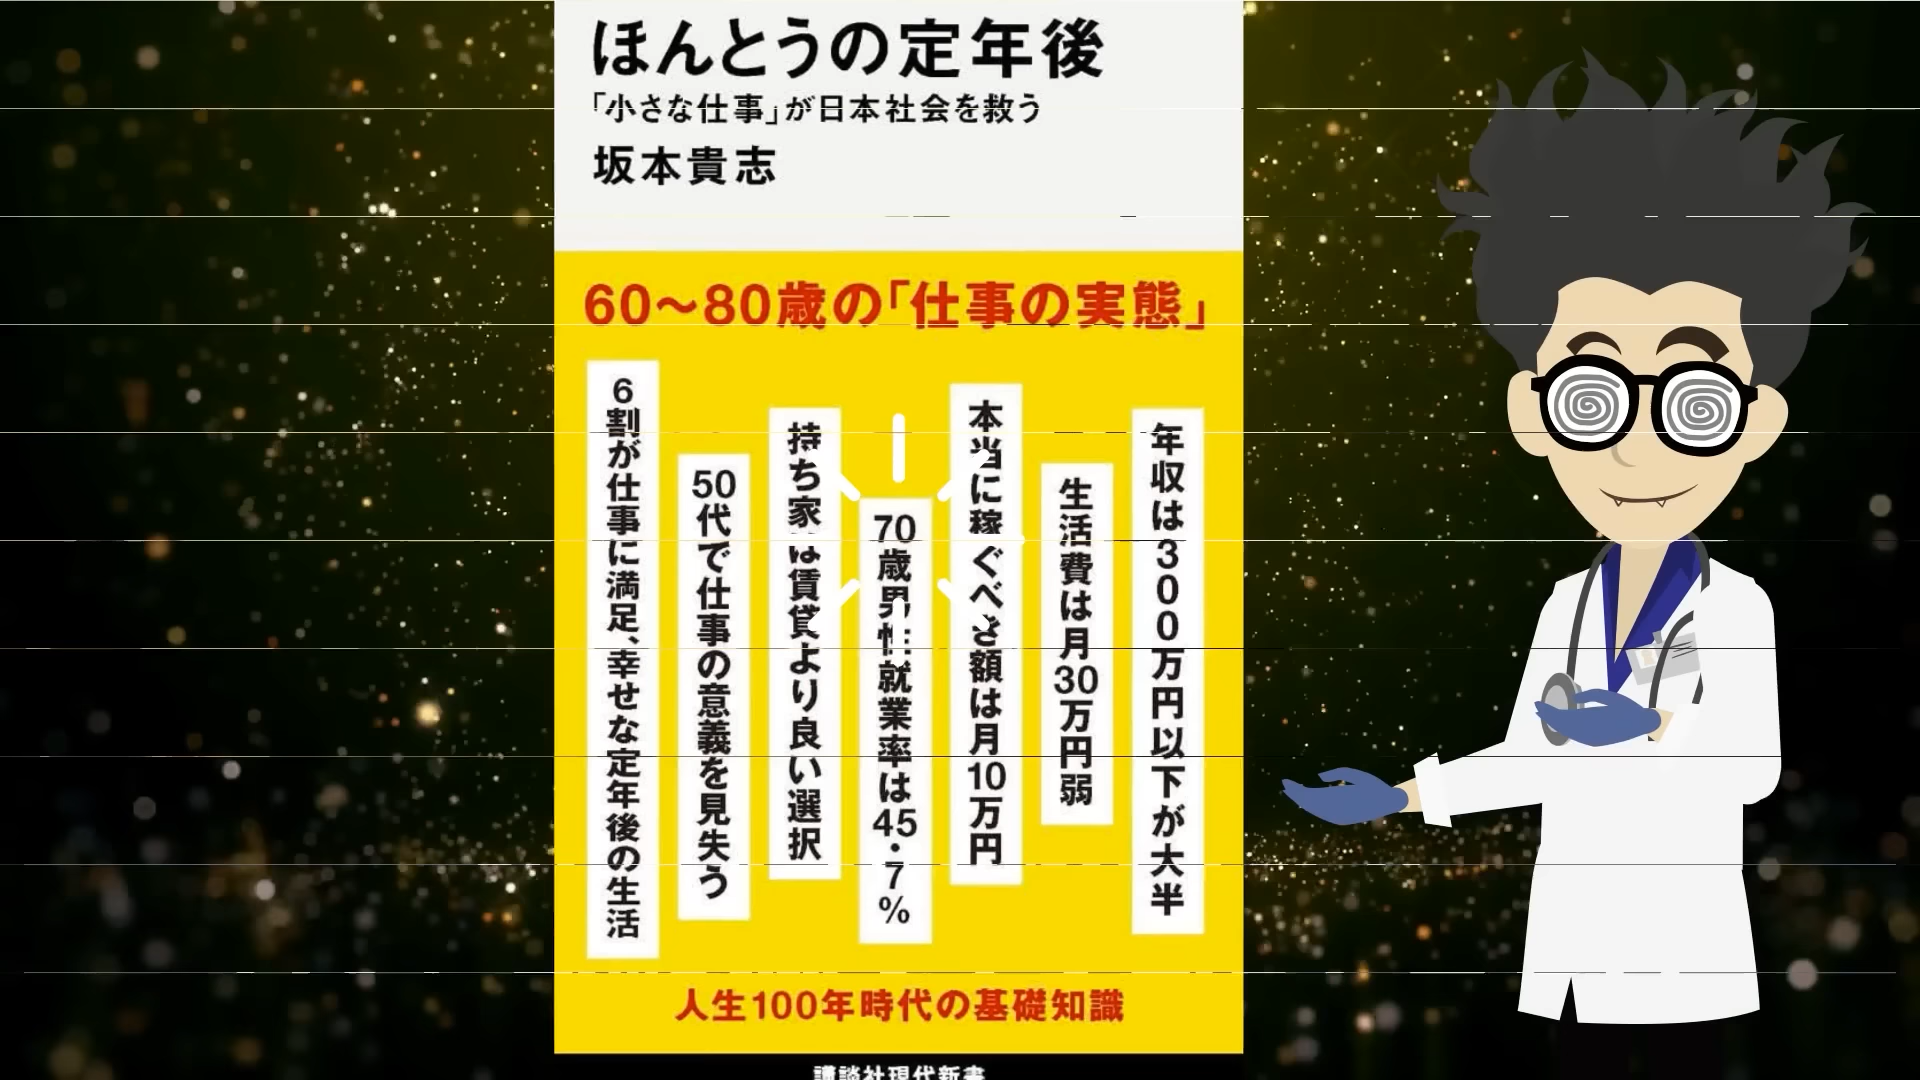 ほんとうの定年後
「小さな仕事」が日本社会を救う
坂本貴志
60〜80歳の「仕事の実態」
年収は300万円以下が大半
生活費は月30万円弱
本当に稼ぐべき額は月10万円
70歳男性就業率は45・7%
持ち家は賃貸より良い選択
50代で仕事の意義を見失う
6割が仕事に満足、幸せな定年後の生活
人生100年時代の基礎知識
講談社現代新書